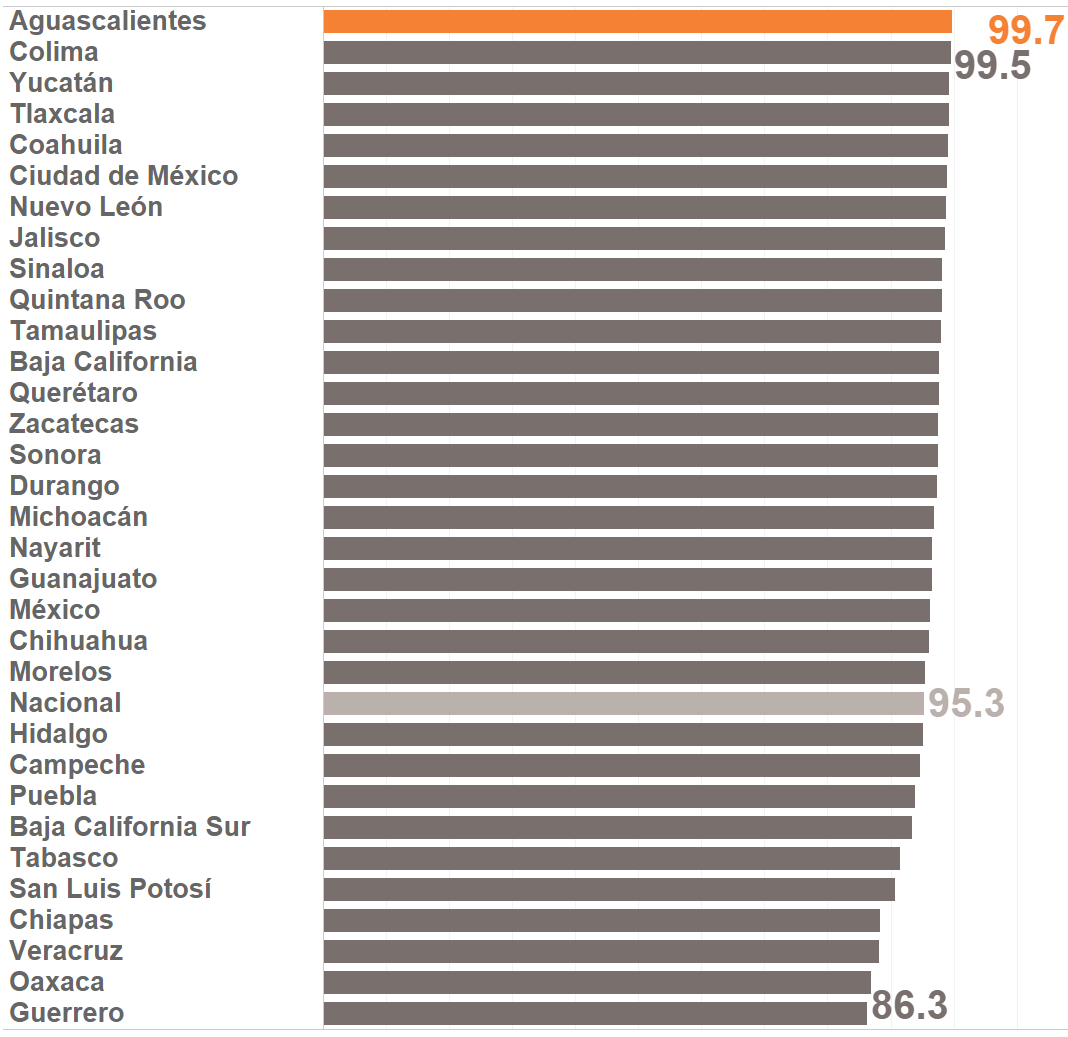 Aguascalientes 99.7
Colima 99.5
Yucatán
Tlaxcala
Coahuila
Ciudad de México
Nuevo León
Jalisco
Sinaloa
Quintana Roo
Tamaulipas
Baja California
Querétaro
Zacatecas
Sonora
Durango
Michoacán
Nayarit
Guanajuato
México
Chihuahua
Morelos
Nacional 95.3
Hidalgo
Campeche
Puebla
Baja California Sur
Tabasco
San Luis Potosí
Chiapas
Veracruz
Oaxaca
Guerrero 86.3